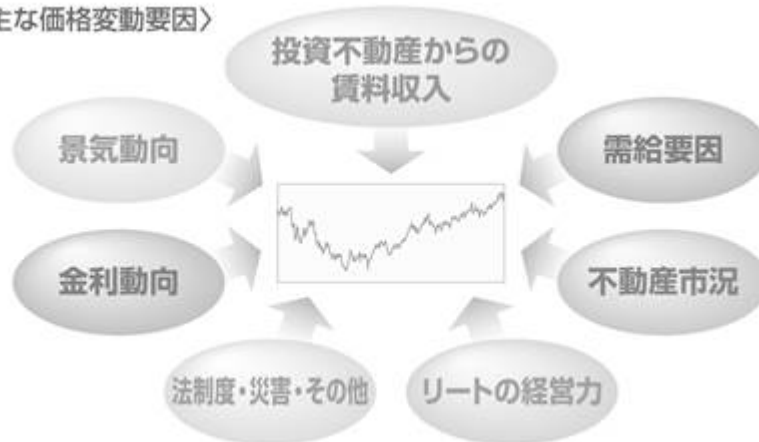 主な価格変動要因〉
投資不動産からの
賃料収入
景気動向
需給要因
金利動向
不動産市況
法制度・災害・その他
リートの経営力